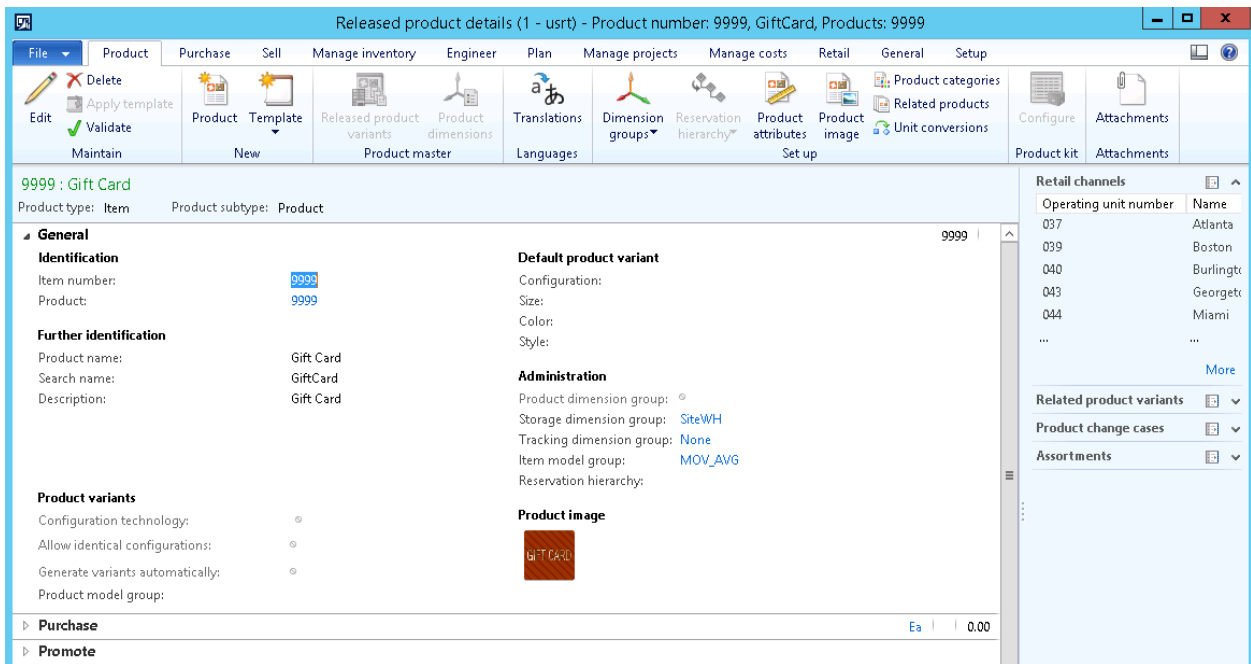 Released product details (1 - usrt) - Product number: 9999, GiftCard, Products: 9999
File Product Purchase Sell Manage inventory Engineer Plan Manage projects Manage costs Retail General Setup
Edit
Delete
Apply template
Validate
Maintain
Product
Template
New
Released product variants
Product dimensions
Product master
Translations
Languages
Dimension groups
Reservation hierarchy
Product attributes
Product image
Product categories
Related products
Unit conversions
Set up
Configure
Product kit
Attachments
Attachments
9999 : Gift Card
Product type: Item Product subtype: Product
General 9999
Identification
Item number: 9999
Product: 9999
Further identification
Product name: Gift Card
Search name: GiftCard
Description: Gift Card
Product variants
Configuration technology:
Allow identical configurations:
Generate variants automatically:
Product model group:
Default product variant
Configuration:
Size:
Color:
Style:
Administration
Product dimension group:
Storage dimension group: SiteWH
Tracking dimension group: None
Item model group: MOV_AVG
Reservation hierarchy:
Product image
GIFT CARD
Purchase Ea 0.00
Promote
Retail channels
Operating unit number Name
037 Atlanta
039 Boston
040 Burlingto
043 Georgeto
044 Miami
... ...
More
Related product variants
Product change cases
Assortments